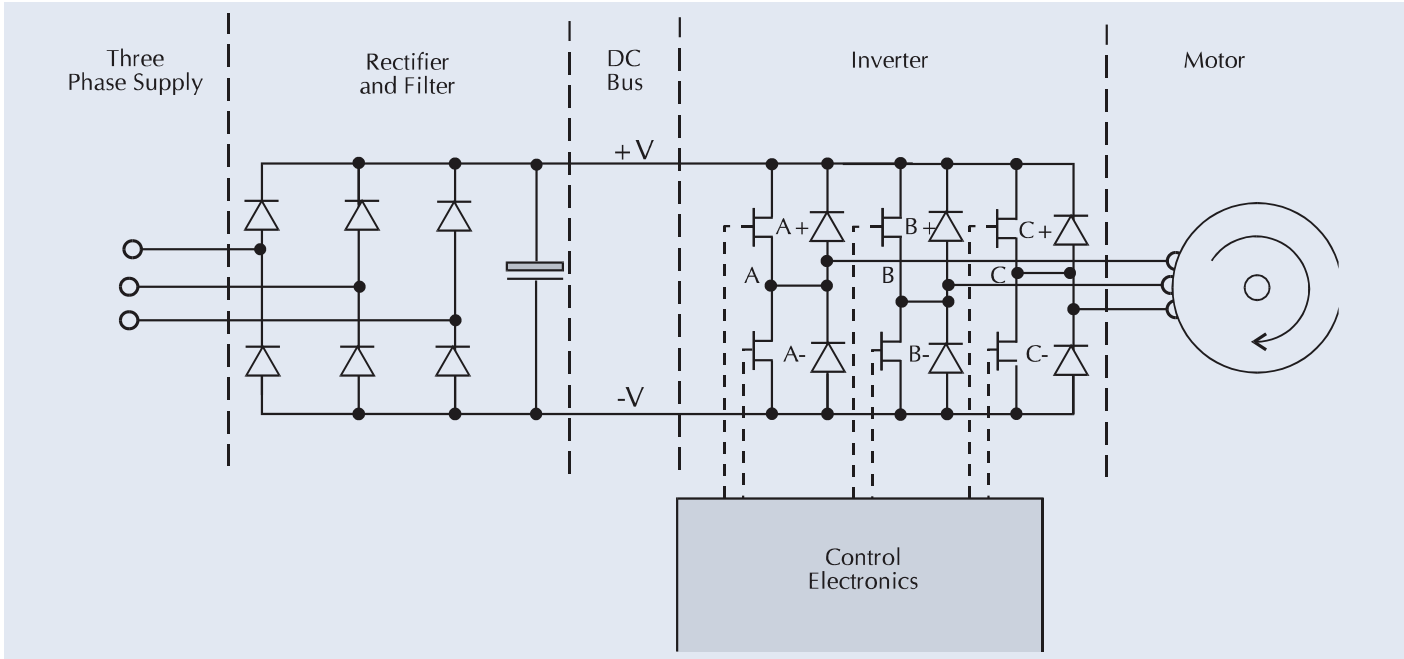 Three
Phase Supply
Rectifier
and Filter
DC
Bus
Inverter
Motor
+V
A+
B+
C+
A
B
C
A-
B-
C-
-V
Control
Electronics